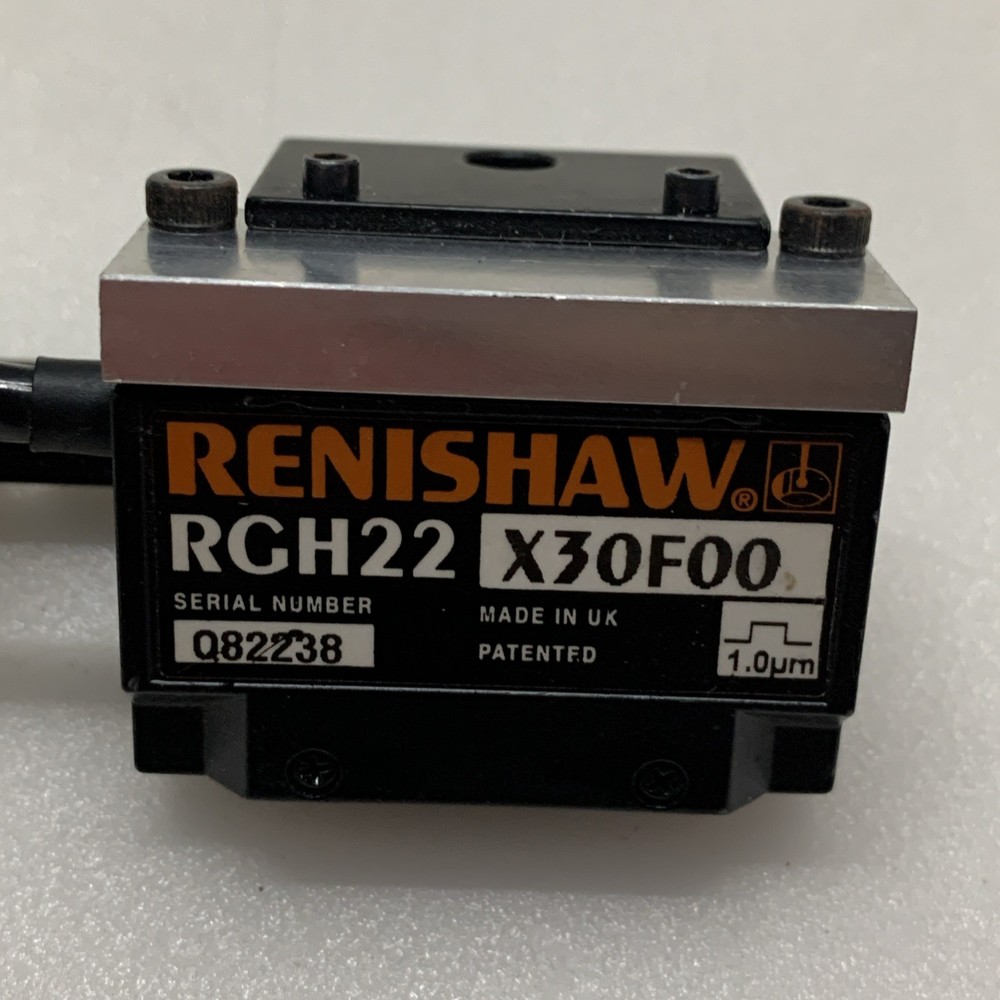 RENISHAW®
RGH22 X30F00
SERIAL NUMBER MADE IN UK
Q82238 PATENTED
1.0µm